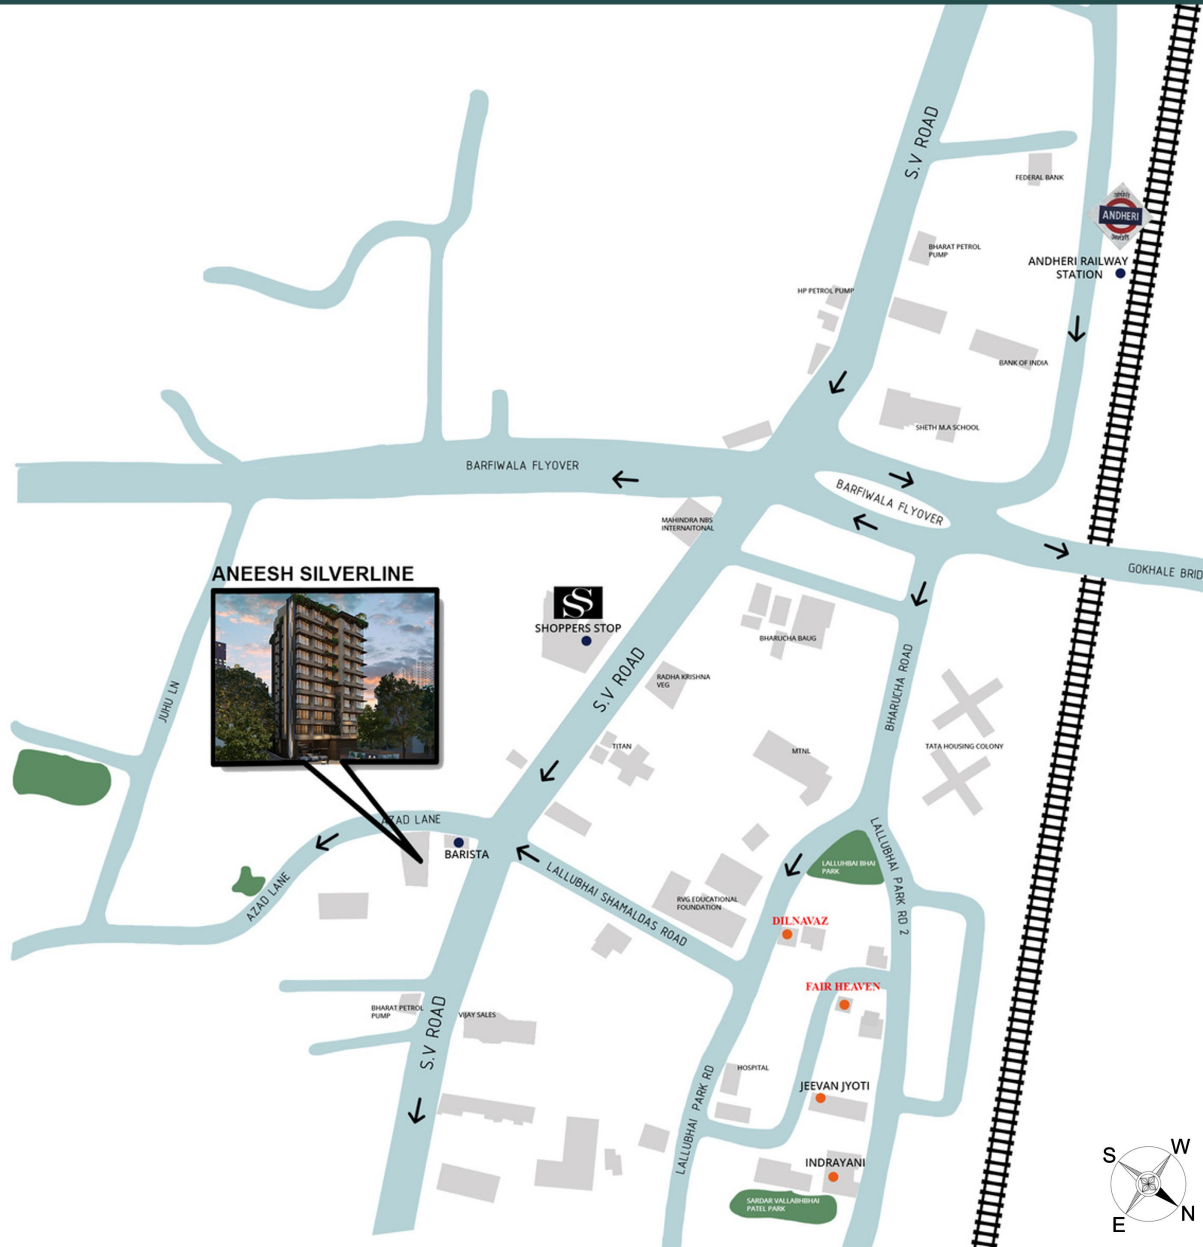 S.V ROAD
FEDERAL BANK
ANDHERI
BHARAT PETROL
PUMP
ANDHERI RAILWAY
STATION
HP PETROL PUMP
BANK OF INDIA
SHETH M.A SCHOOL
BARFIWALA FLYOVER
BARFIWALA FLYOVER
MAHINDRA NBS
INTERNAITONAL
GOKHALE BRID
ANEESH SILVERLINE
SS
SHOPPERS STOP
BHARUCHA BAUG
S.V ROAD
RADHA KRISHNA
VEG
BHARUCHA ROAD
JUHU LN
TITAN
MTNL
TATA HOUSING COLONY
AZAD LANE
BARISTA
LALLUBHAI SHAMALDAS ROAD
LALLUHBAI BHAI
PARK
LALLUBHAI PARK RD 2
AZAD LANE
RVG EDUCATIONAL
FOUNDATION
DILNAVAZ
FAIR HEAVEN
BHARAT PETROL
PUMP
S.V ROAD
VIJAY SALES
HOSPITAL
LALLUBHAI PARK RD
JEEVAN JYOTI
INDRAYANI
SARDAR VALLABHBHAI
PATEL PARK
S
W
E
N